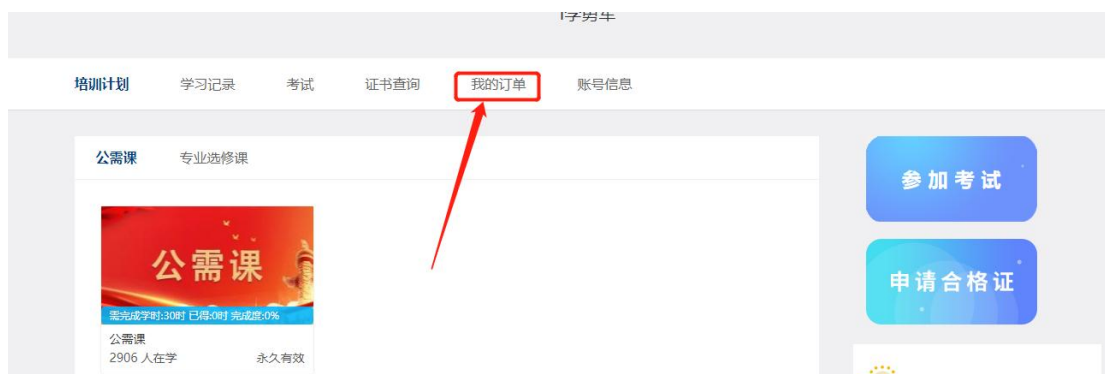 培训计划 学习记录 考试 证书查询 我的订单 账号信息
公需课 专业选修课
参加考试
公需课
申请合格证
需完成学时:30时 已得:0时 完成度:0%
公需课
2906 人在学 永久有效